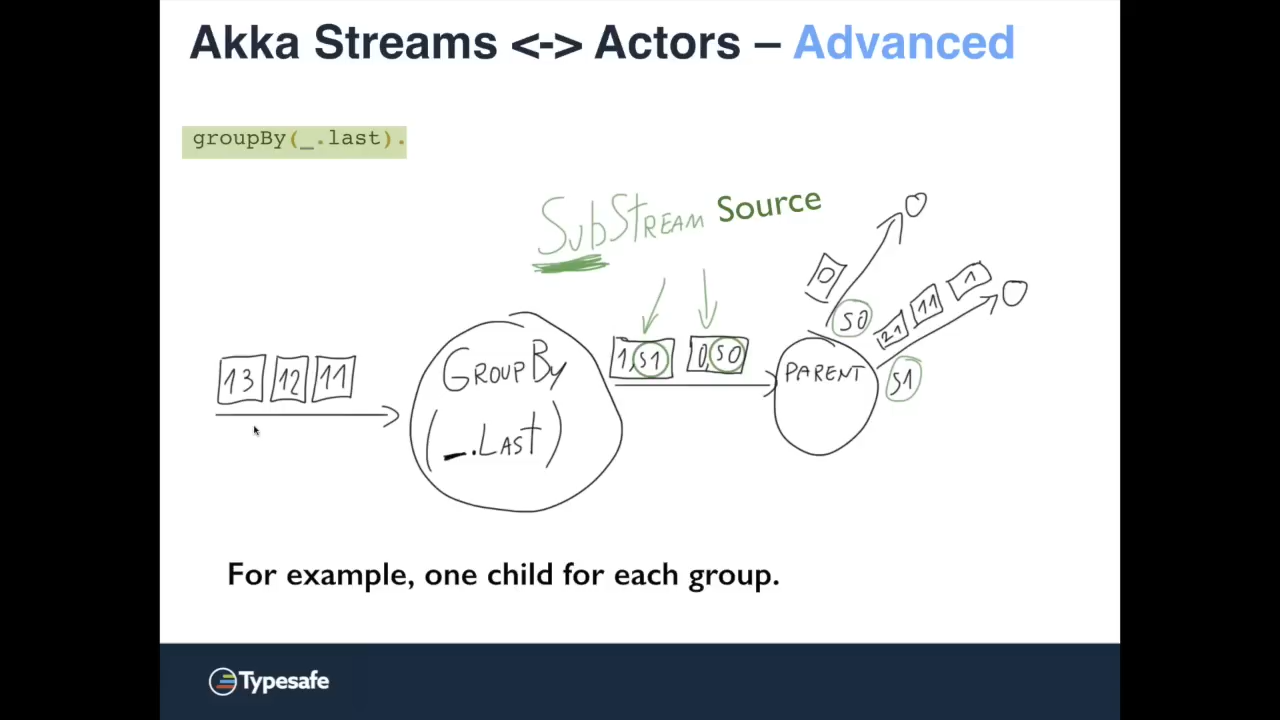 Akka Streams <-> Actors – Advanced
groupBy(_.last).
SubStream Source
0
S0
21 11 1
S1
13 12 11
GroupBy
(_.Last)
1,S1 0,S0
PARENT
For example, one child for each group.
Typesafe